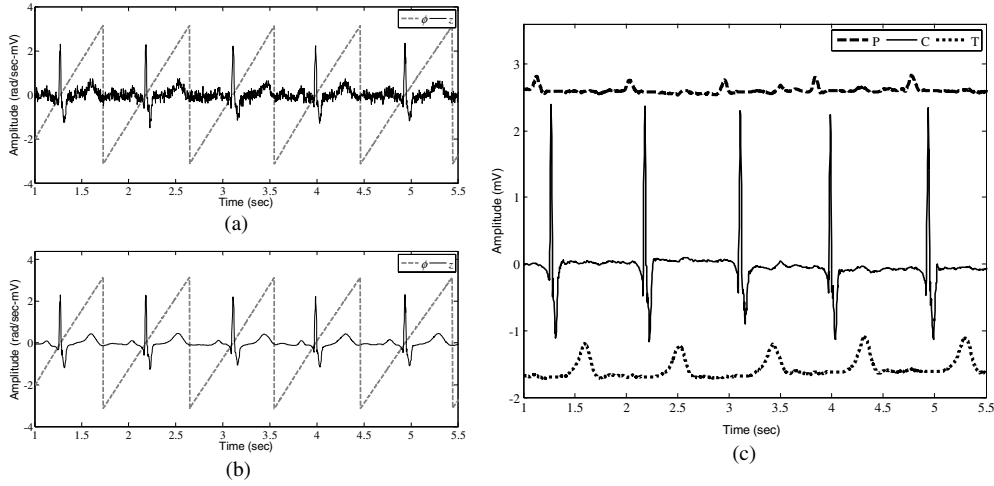 φ z
4
2
0
-2
-4
Amplitude (rad/sec-mV)
1 1.5 2 2.5 3 3.5 4 4.5 5 5.5
Time (sec)
(a)
φ z
4
2
0
-2
-4
Amplitude (rad/sec-mV)
1 1.5 2 2.5 3 3.5 4 4.5 5 5.5
Time (sec)
(b)
P C T
3
2
1
0
-1
-2
Amplitude (mV)
1 1.5 2 2.5 3 3.5 4 4.5 5 5.5
Time (sec)
(c)